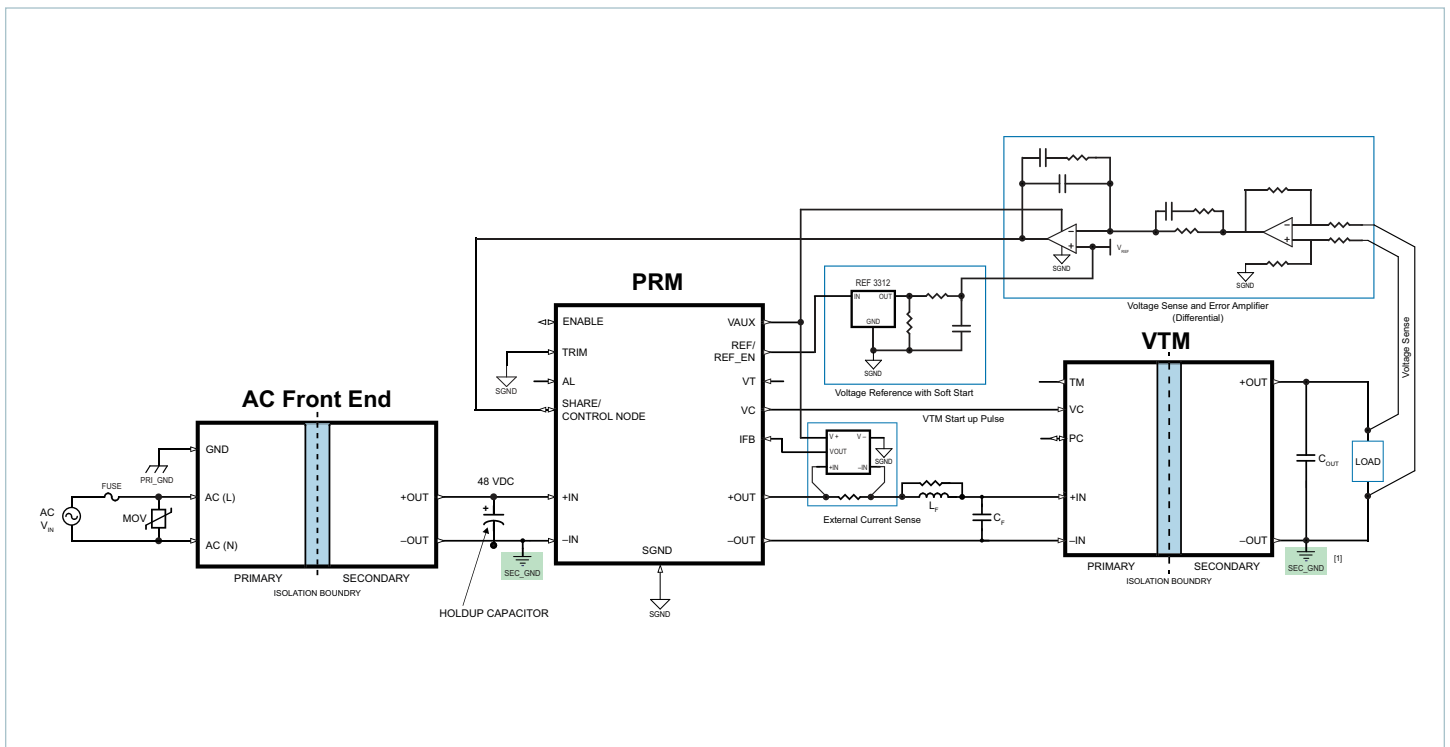 Voltage Sense and Error Amplifier
(Differential)
−
+
SGND
V_REF
−
+
SGND
Voltage Sense
REF 3312
IN
OUT
GND
SGND
Voltage Reference with Soft Start
PRM
ENABLE
TRIM
SGND
AL
SHARE/
CONTROL NODE
+IN
–IN
VAUX
REF/
REF_EN
VT
VC
IFB
+OUT
–OUT
SGND
SGND
VTM Start up Pulse
V +
V –
VOUT
SGND
+IN
–IN
External Current Sense
L_F
C_F
AC Front End
GND
PRI_GND
FUSE
AC
V_IN
MOV
AC (L)
AC (N)
+OUT
–OUT
PRIMARY
SECONDARY
ISOLATION BOUNDRY
48 VDC
+
SEC_GND
HOLDUP CAPACITOR
VTM
TM
VC
PC
+IN
–IN
+OUT
–OUT
PRIMARY
SECONDARY
ISOLATION BOUNDRY
C_OUT
LOAD
SEC_GND
[1]